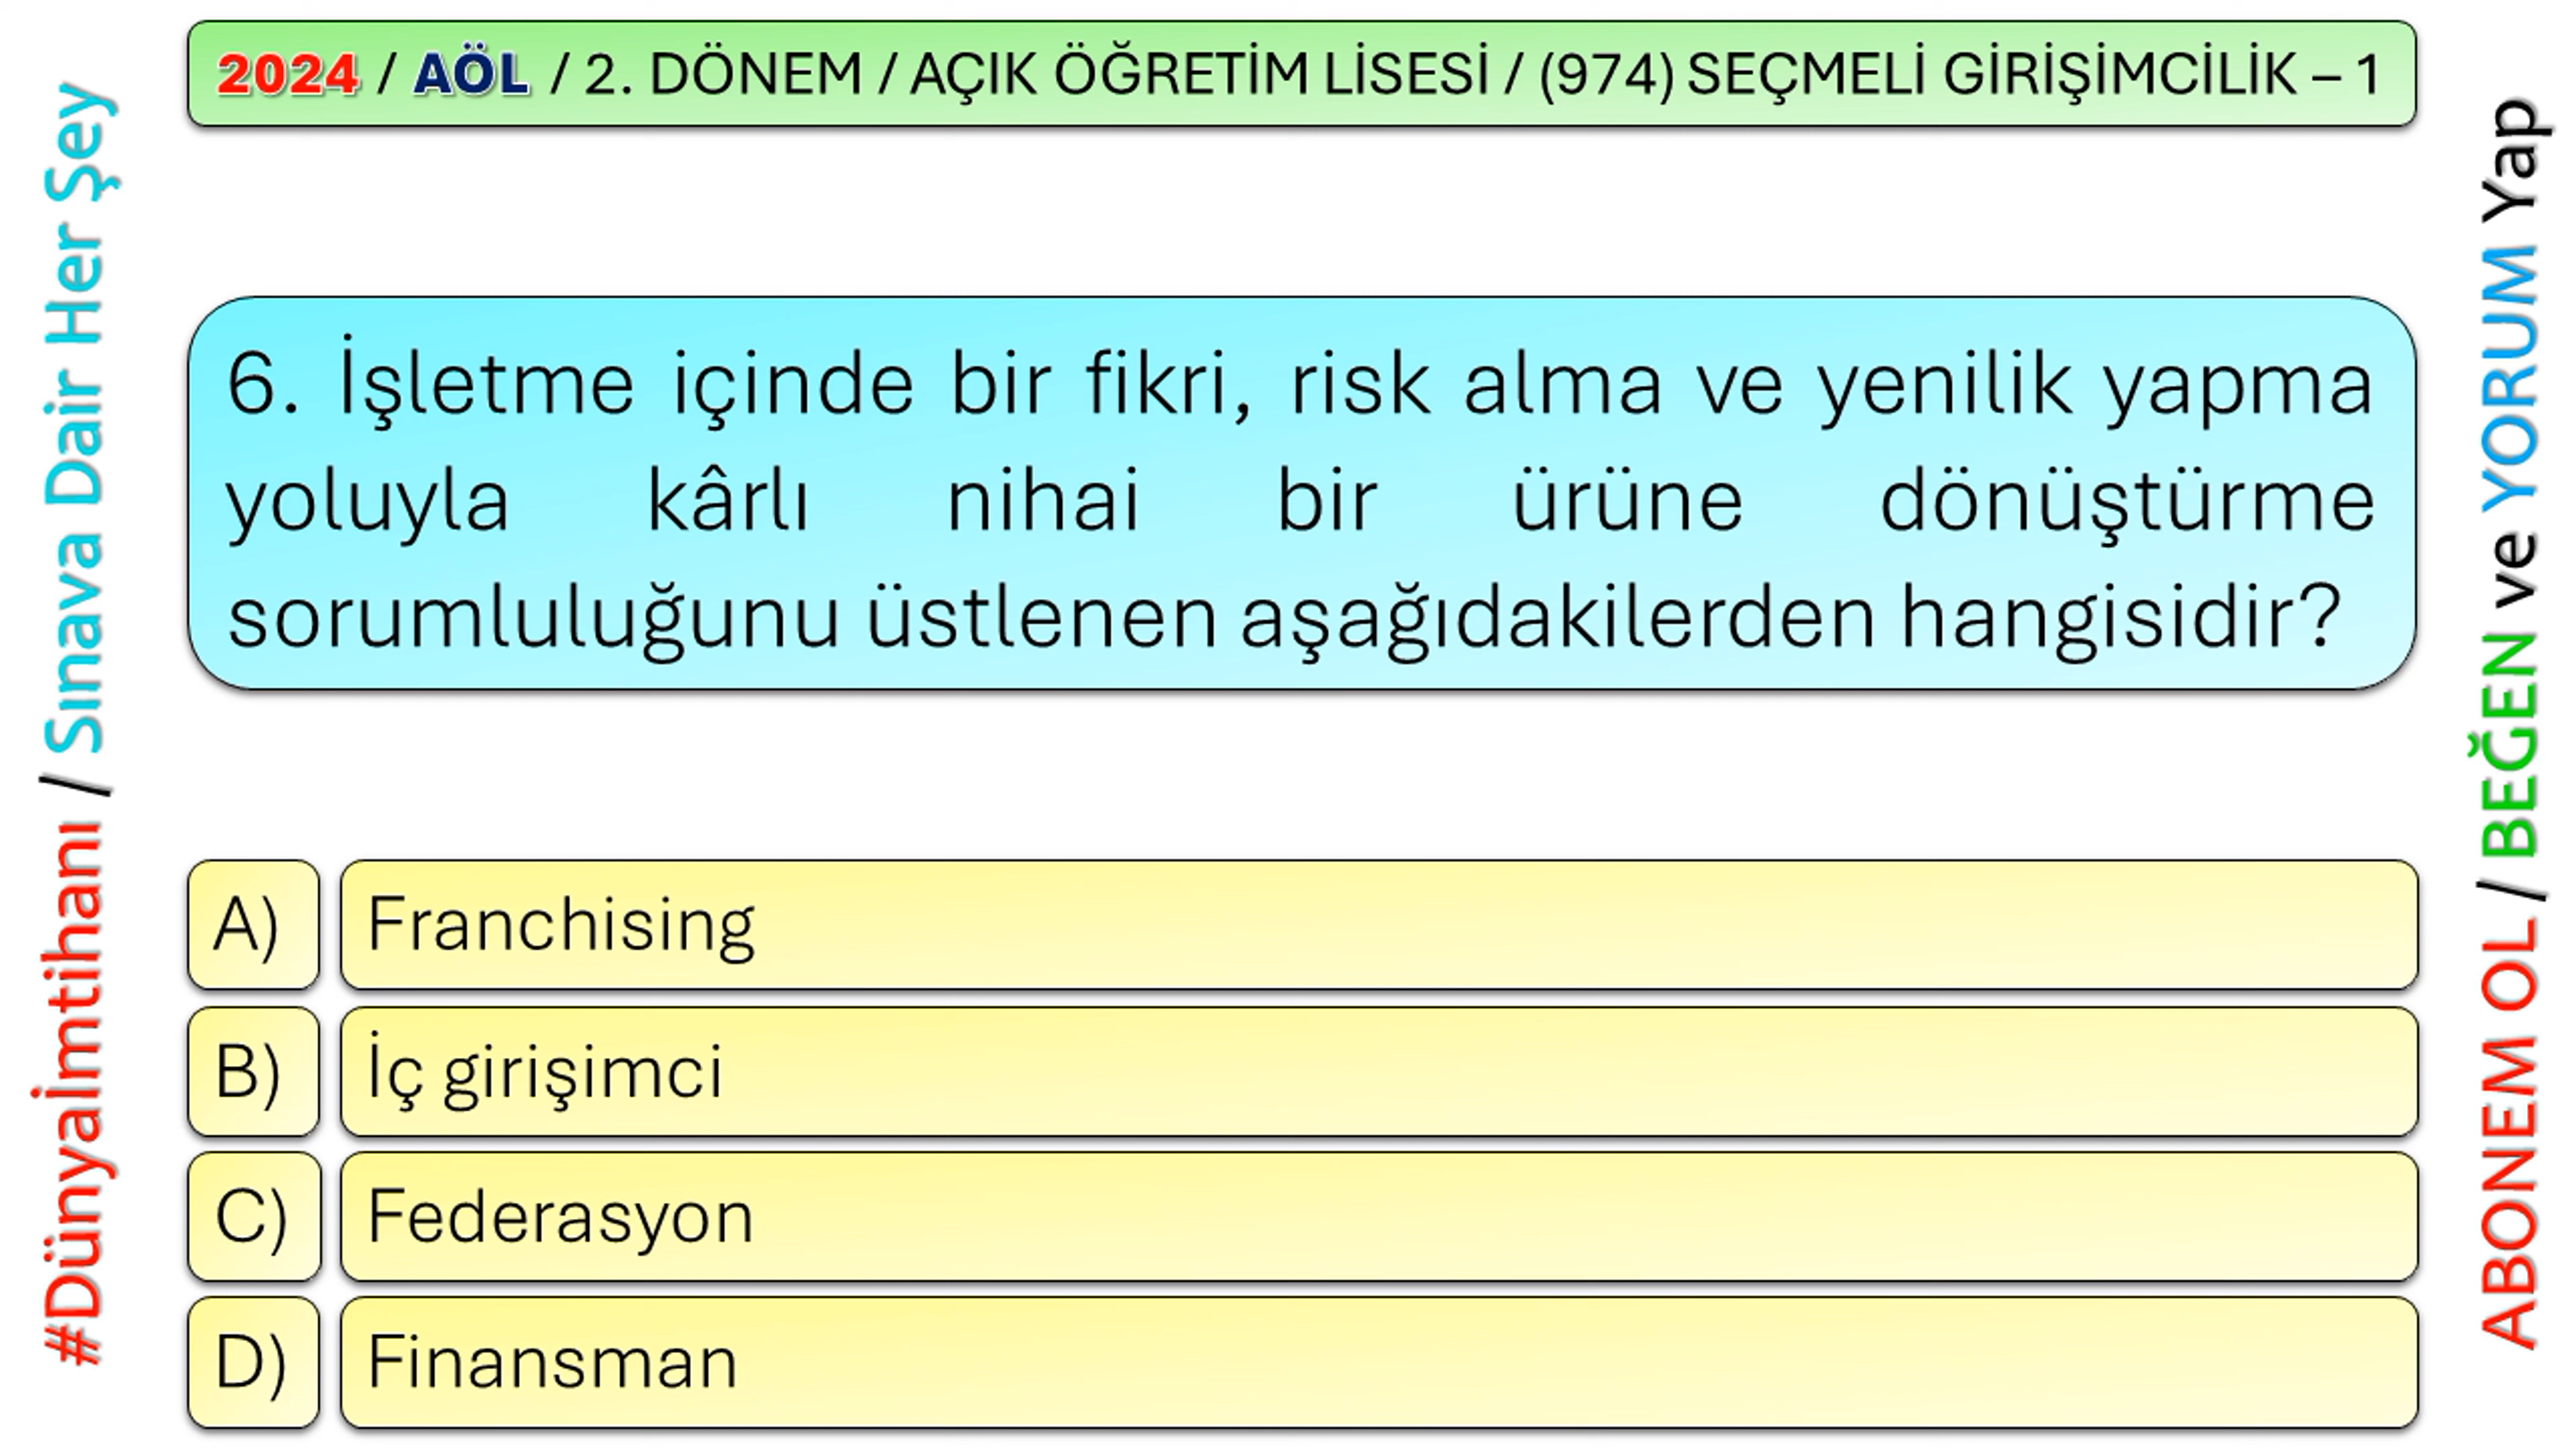 2024 / AÖL / 2. DÖNEM / AÇIK ÖĞRETİM LİSESİ / (974) SEÇMELİ GİRİŞİMCİLİK – 1
#Dünyaİmtihanı / Sınava Dair Her Şey
6. İşletme içinde bir fikri, risk alma ve yenilik yapma
yoluyla kârlı nihai bir ürüne dönüştürme
sorumluluğunu üstlenen aşağıdakilerden hangisidir?
A) Franchising
B) İç girişimci
C) Federasyon
D) Finansman
ABONEM OL / BEĞEN ve YORUM Yap